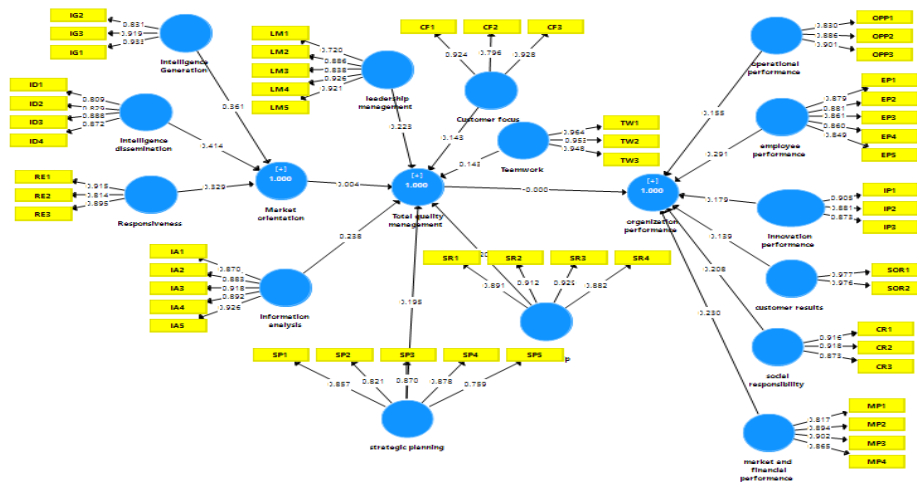 IG2
0.831
IG3
0.919
IG1
0.933
Intelligence
Generation
ID1
0.809
ID2
0.829
ID3
0.888
ID4
0.872
Intelligence
dissemination
RE1
0.918
RE2
0.814
RE3
0.895
Responsiveness
0.361
0.414
0.329
[+]
1.000
Market
orientation
0.004
LM1
0.720
LM2
0.886
LM3
0.838
LM4
0.926
LM5
0.921
leadership
management
0.223
CF1
CF2
CF3
0.924
0.796
0.928
Customer focus
0.143
TW1
0.964
TW2
0.953
TW3
0.948
Teamwork
0.143
[+]
1.000
Total quality
management
-0.000
IA1
0.870
IA2
0.883
IA3
0.918
IA4
0.892
IA5
0.926
Information
analysis
0.238
SR1
SR2
SR3
SR4
0.891
0.912
0.925
0.882
p
SP1
SP2
SP3
SP4
SP5
0.857
0.821
0.870
0.878
0.759
strategic planning
0.195
[+]
1.000
organization
performance
OPP1
0.830
OPP2
0.886
OPP3
0.901
operational
performance
EP1
0.879
EP2
0.881
EP3
0.861
EP4
0.860
EP5
0.849
employee
performance
0.291
IP1
IP2
0.881
IP3
innovation
performance
0.179
SOR1
0.977
SOR2
0.976
customer results
0.139
CR1
0.916
CR2
0.918
CR3
0.873
social
responsibility
0.208
MP1
0.817
MP2
0.894
MP3
0.902
MP4
0.865
market and
financial
performance